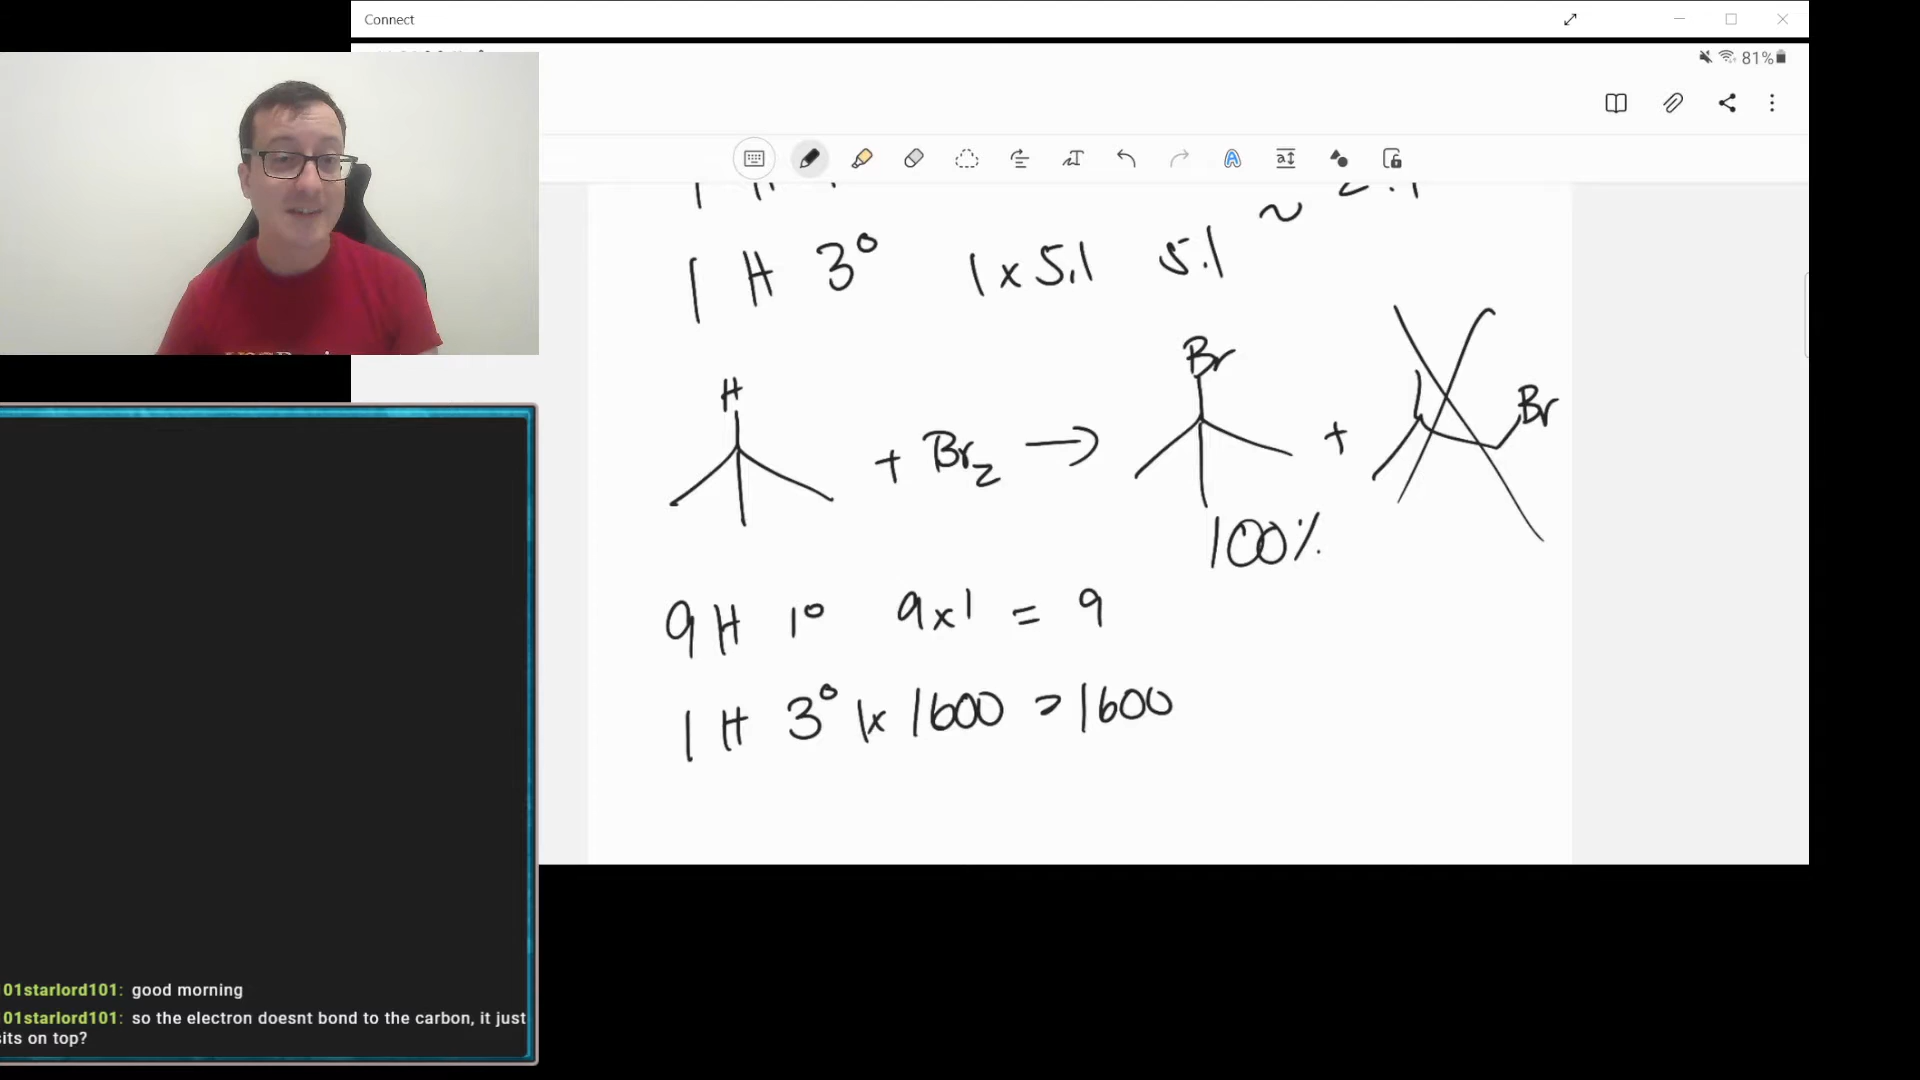 Connect
81%
1 H 3° 1 x 5.1 5.1 ~
H
+ Br2 → Br + Br
100%
9 H 1° 9 x 1 = 9
1 H 3° 1x 1600 = 1600
01starlord101: good morning
01starlord101: so the electron doesnt bond to the carbon, it just
sits on top?